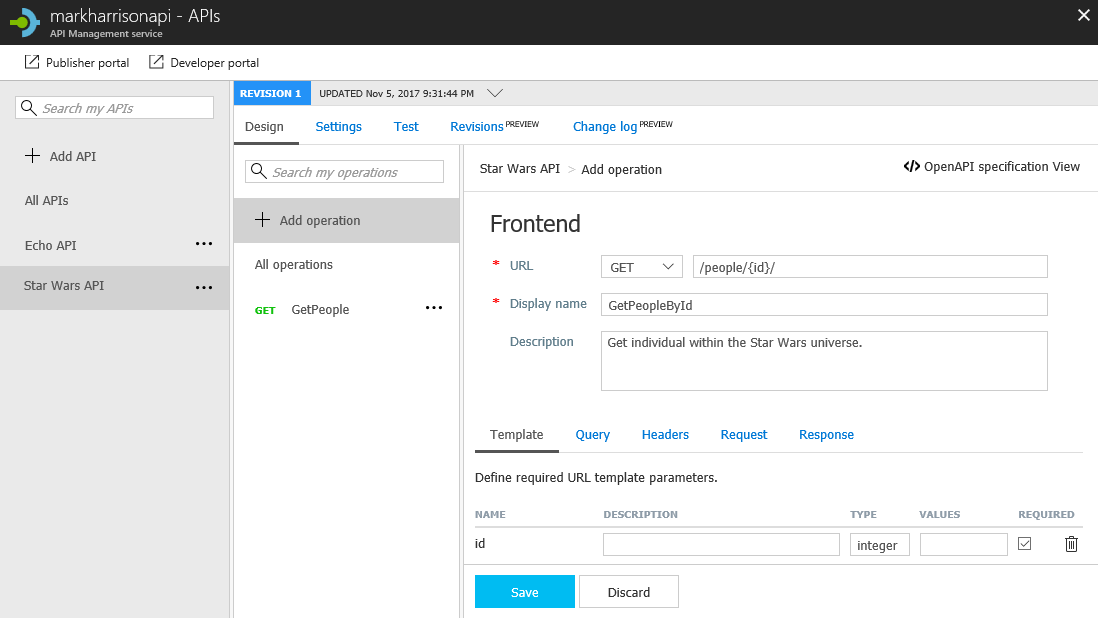 markharrisonapi - APIs
API Management service
Publisher portal
Developer portal
Search my APIs
Add API
All APIs
Echo API
Star Wars API
REVISION 1
UPDATED Nov 5, 2017 9:31:44 PM
Design
Settings
Test
Revisions PREVIEW
Change log PREVIEW
Search my operations
Add operation
All operations
GET GetPeople
Star Wars API > Add operation
</> OpenAPI specification View
Frontend
* URL
GET
/people/{id}/
* Display name
GetPeopleById
Description
Get individual within the Star Wars universe.
Template
Query
Headers
Request
Response
Define required URL template parameters.
NAME DESCRIPTION TYPE VALUES REQUIRED
id integer
Save
Discard